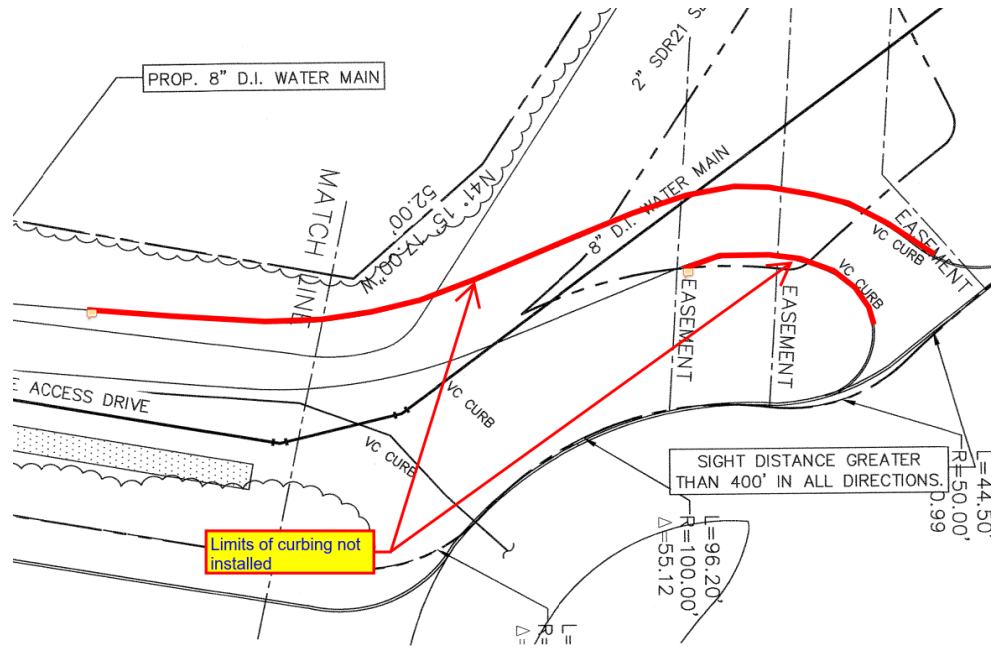 PROP. 8" D.I. WATER MAIN
2" SDR21
MATCH LINE
N41° 15' 17.00" W
52.00'
8" D.I. WATER MAIN
EASEMENT
VC CURB
VC CURB
EASEMENT
EASEMENT
ACCESS DRIVE
VC CURB
VC CURB
SIGHT DISTANCE GREATER
THAN 400' IN ALL DIRECTIONS.
L=44.50'
R=50.00'
0.99
Limits of curbing not
installed
L=96.20'
R=100.00'
Δ=55.12
L=
R=
Δ=